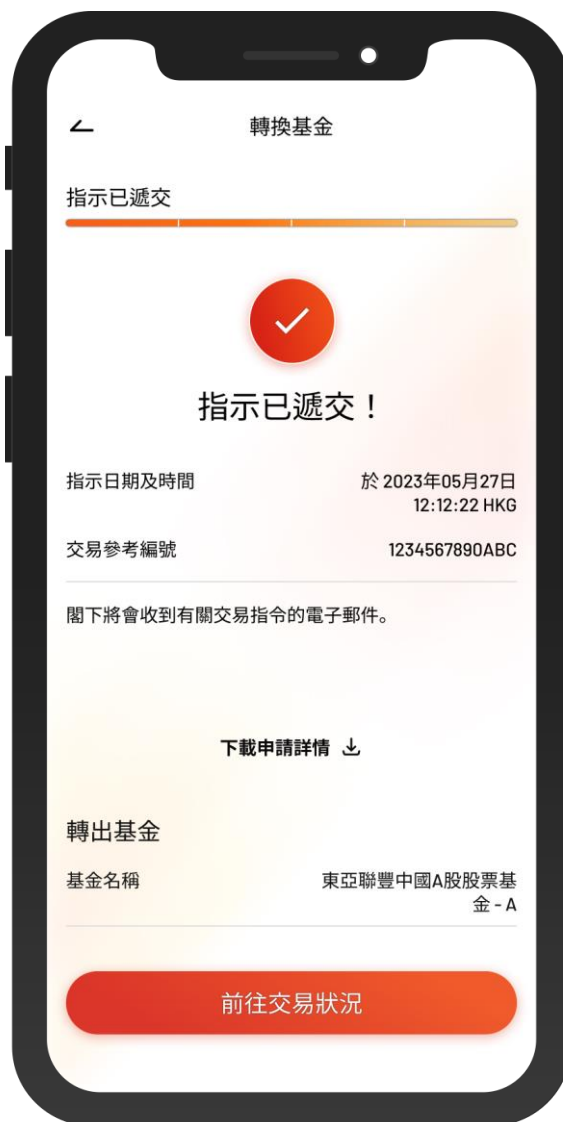 轉換基金
指示已遞交
指示已遞交！
指示日期及時間
於 2023年05月27日
12:12:22 HKG
交易參考編號
1234567890ABC
閣下將會收到有關交易指令的電子郵件。
下載申請詳情
轉出基金
基金名稱
東亞聯豐中國A股股票基
金 - A
前往交易狀況